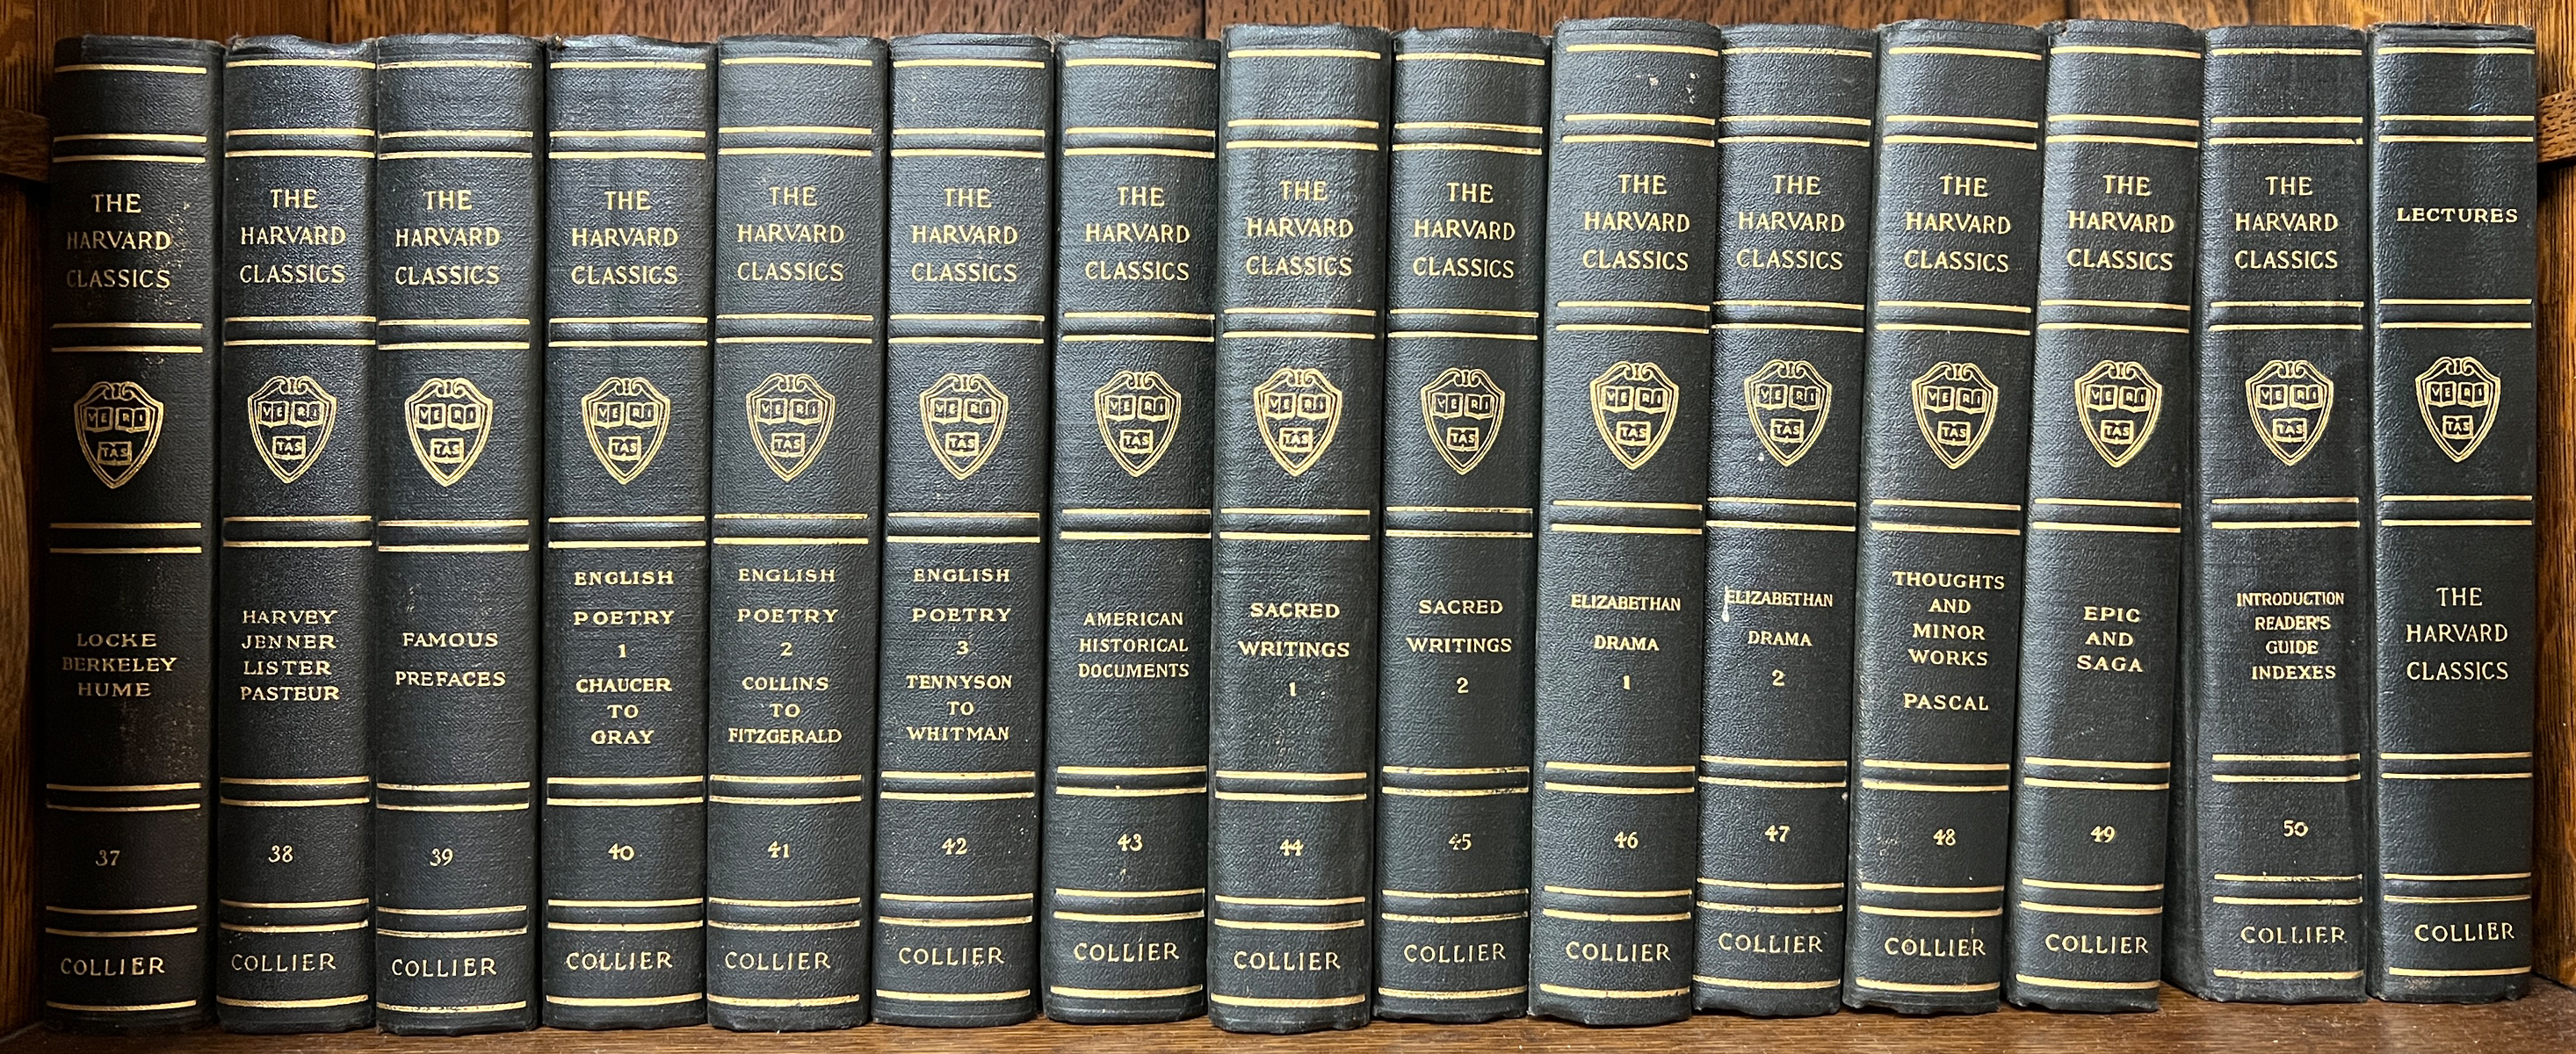 THE
HARVARD
CLASSICS
VE RI
TAS
LOCKE
BERKELEY
HUME
37
COLLIER
THE
HARVARD
CLASSICS
VE RI
TAS
HARVEY
JENNER
LISTER
PASTEUR
38
COLLIER
THE
HARVARD
CLASSICS
VE RI
TAS
FAMOUS
PREFACES
39
COLLIER
THE
HARVARD
CLASSICS
VE RI
TAS
ENGLISH
POETRY
1
CHAUCER
TO
GRAY
40
COLLIER
THE
HARVARD
CLASSICS
VE RI
TAS
ENGLISH
POETRY
2
COLLINS
TO
FITZGERALD
41
COLLIER
THE
HARVARD
CLASSICS
VE RI
TAS
ENGLISH
POETRY
3
TENNYSON
TO
WHITMAN
42
COLLIER
THE
HARVARD
CLASSICS
VE RI
TAS
AMERICAN
HISTORICAL
DOCUMENTS
43
COLLIER
THE
HARVARD
CLASSICS
VE RI
TAS
SACRED
WRITINGS
1
44
COLLIER
THE
HARVARD
CLASSICS
VE RI
TAS
SACRED
WRITINGS
2
45
COLLIER
THE
HARVARD
CLASSICS
VE RI
TAS
ELIZABETHAN
DRAMA
1
46
COLLIER
THE
HARVARD
CLASSICS
VE RI
TAS
ELIZABETHAN
DRAMA
2
47
COLLIER
THE
HARVARD
CLASSICS
VE RI
TAS
THOUGHTS
AND
MINOR
WORKS
PASCAL
48
COLLIER
THE
HARVARD
CLASSICS
VE RI
TAS
EPIC
AND
SAGA
49
COLLIER
THE
HARVARD
CLASSICS
VE RI
TAS
INTRODUCTION
READER'S
GUIDE
INDEXES
50
COLLIER
LECTURES
VE RI
TAS
THE
HARVARD
CLASSICS
COLLIER